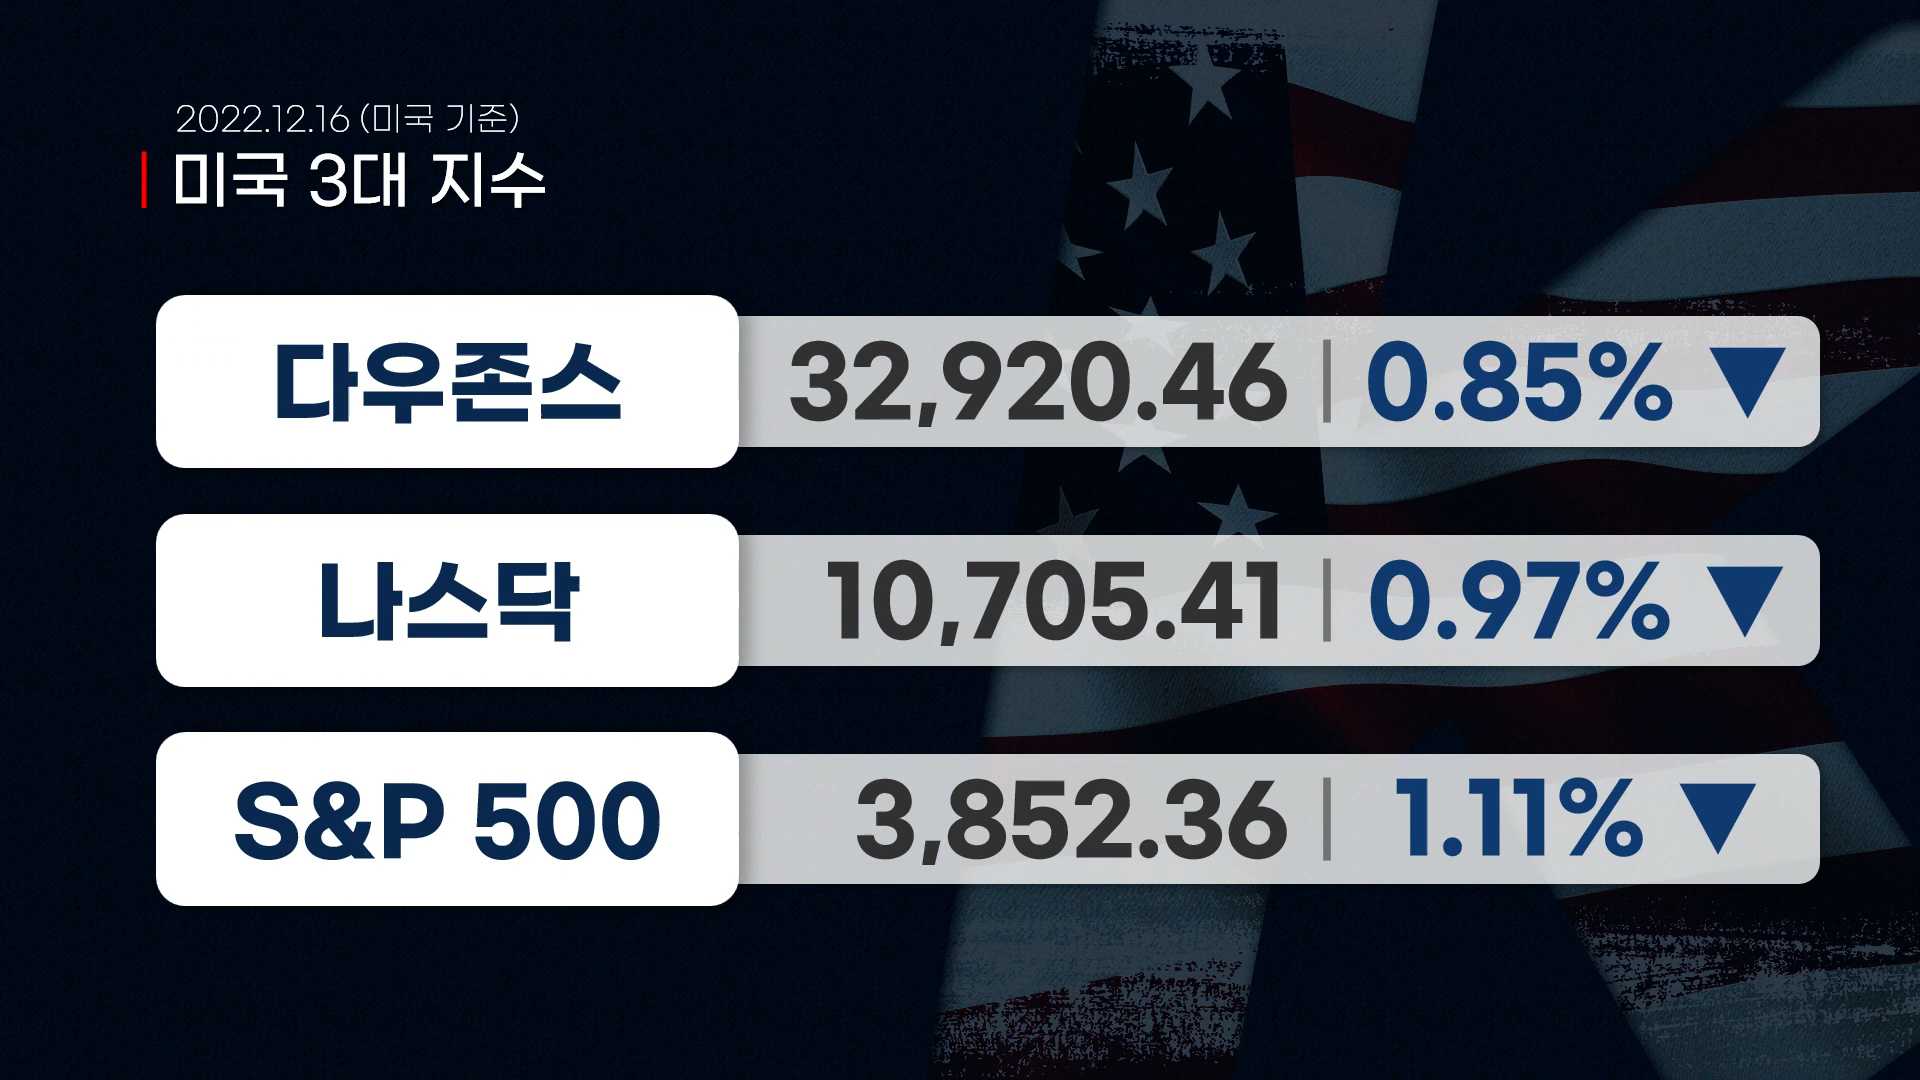 2022.12.16 (미국 기준)
미국 3대 지수
다우존스 32,920.46 0.85% ▼
나스닥 10,705.41 0.97% ▼
S&P 500 3,852.36 1.11% ▼